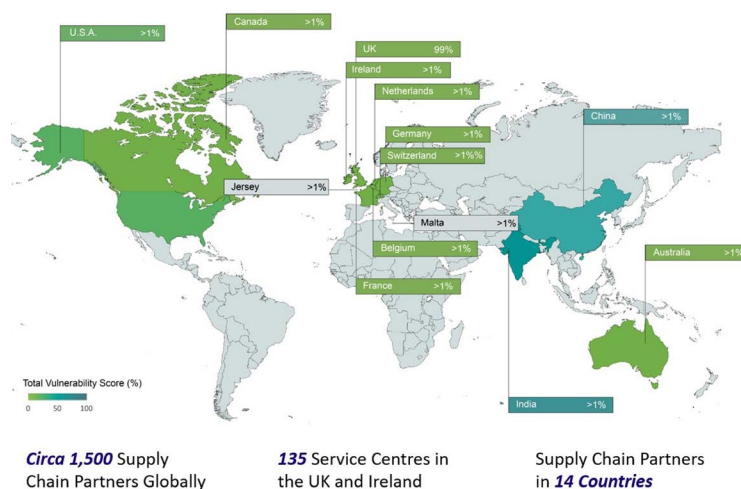 Canada >1%
U.S.A. >1%
UK 99%
Ireland >1%
Netherlands >1%
China >1%
Germany >1%
Switzerland >1%%
Jersey >1%
Malta >1%
Belgium >1%
Australia >1%
France >1%
Total Vulnerability Score (%)
0 50 100
India >1%
Circa 1,500 Supply
Chain Partners Globally
135 Service Centres in
the UK and Ireland
Supply Chain Partners
in 14 Countries